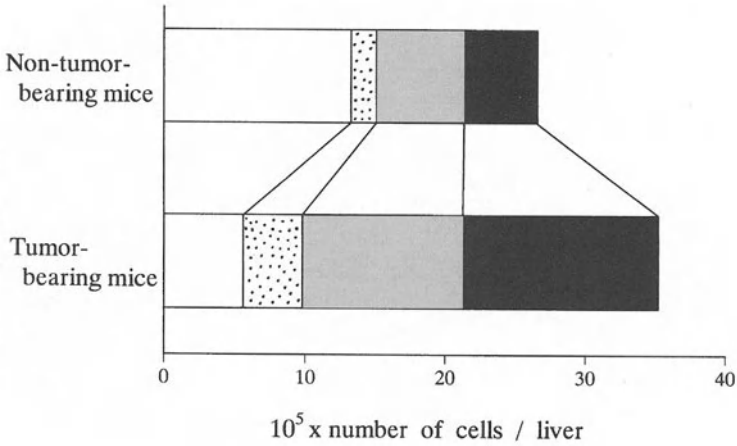 Non-tumor-
bearing mice
Tumor-
bearing mice
0 10 20 30 40
10⁵ x number of cells / liver